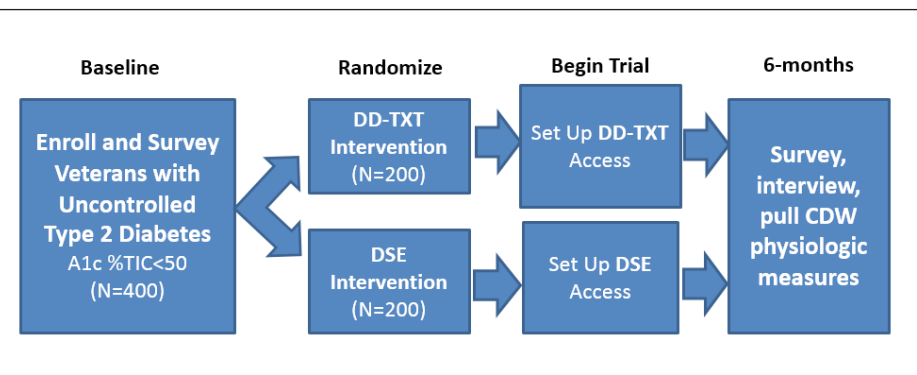 Baseline
Randomize
Begin Trial
6-months
Enroll and Survey
Veterans with
Uncontrolled
Type 2 Diabetes
A1c %TIC<50
(N=400)
DD-TXT
Intervention
(N=200)
Set Up DD-TXT
Access
DSE
Intervention
(N=200)
Set Up DSE
Access
Survey,
interview,
pull CDW
physiologic
measures